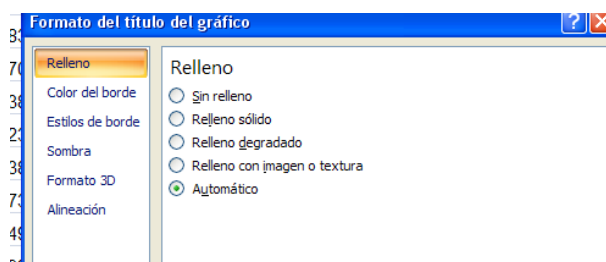 Formato del título del gráfico
Relleno
Color del borde
Estilos de borde
Sombra
Formato 3D
Alineación
Relleno
Sin relleno
Relleno sólido
Relleno degradado
Relleno con imagen o textura
Automático